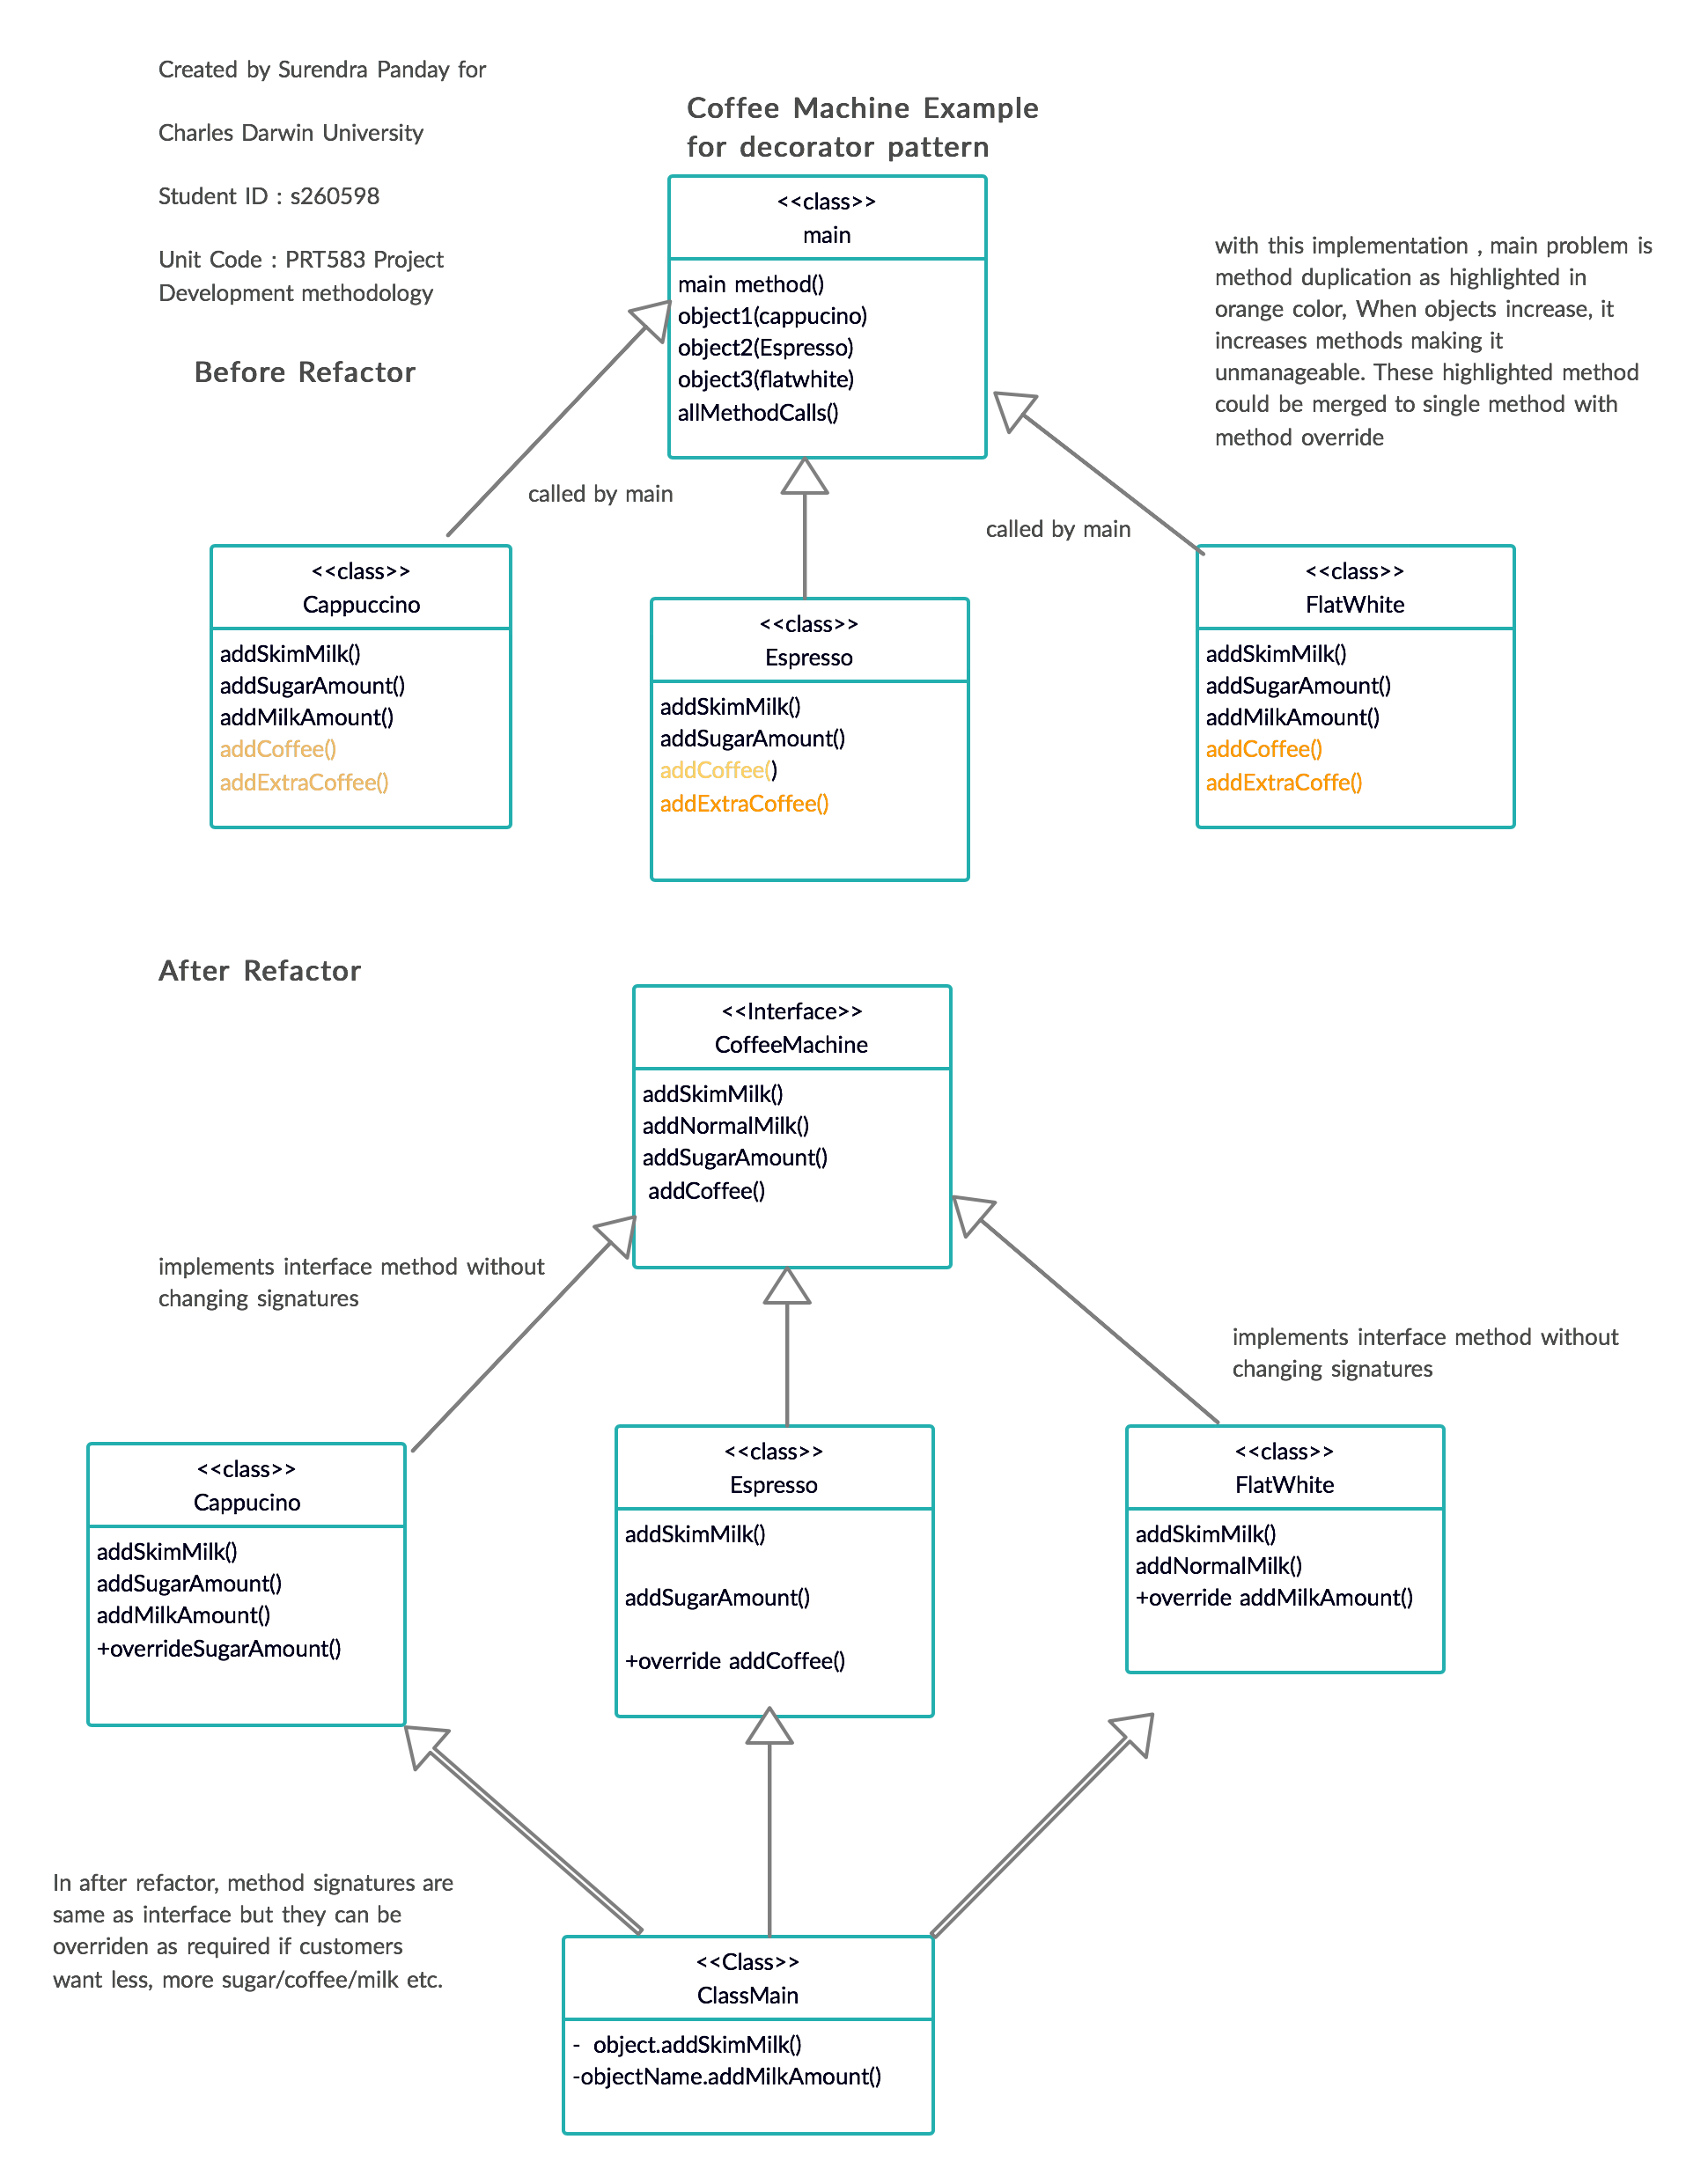 Created by Surendra Panday for
Charles Darwin University
Student ID : s260598
Unit Code : PRT583 Project
Development methodology
Coffee Machine Example
for decorator pattern
<<class>>
main
main method()
object1(cappucino)
object2(Espresso)
object3(flatwhite)
allMethodCalls()
with this implementation , main problem is
method duplication as highlighted in
orange color, When objects increase, it
increases methods making it
unmanageable. These highlighted method
could be merged to single method with
method override
Before Refactor
called by main
called by main
<<class>>
Cappuccino
addSkimMilk()
addSugarAmount()
addMilkAmount()
addCoffee()
addExtraCoffee()
<<class>>
Espresso
addSkimMilk()
addSugarAmount()
addCoffee()
addExtraCoffee()
<<class>>
FlatWhite
addSkimMilk()
addSugarAmount()
addMilkAmount()
addCoffee()
addExtraCoffe()
After Refactor
<<Interface>>
CoffeeMachine
addSkimMilk()
addNormalMilk()
addSugarAmount()
addCoffee()
implements interface method without
changing signatures
implements interface method without
changing signatures
<<class>>
Cappucino
addSkimMilk()
addSugarAmount()
addMilkAmount()
+overrideSugarAmount()
<<class>>
Espresso
addSkimMilk()
addSugarAmount()
+override addCoffee()
<<class>>
FlatWhite
addSkimMilk()
addNormalMilk()
+override addMilkAmount()
In after refactor, method signatures are
same as interface but they can be
overriden as required if customers
want less, more sugar/coffee/milk etc.
<<Class>>
ClassMain
- object.addSkimMilk()
-objectName.addMilkAmount()